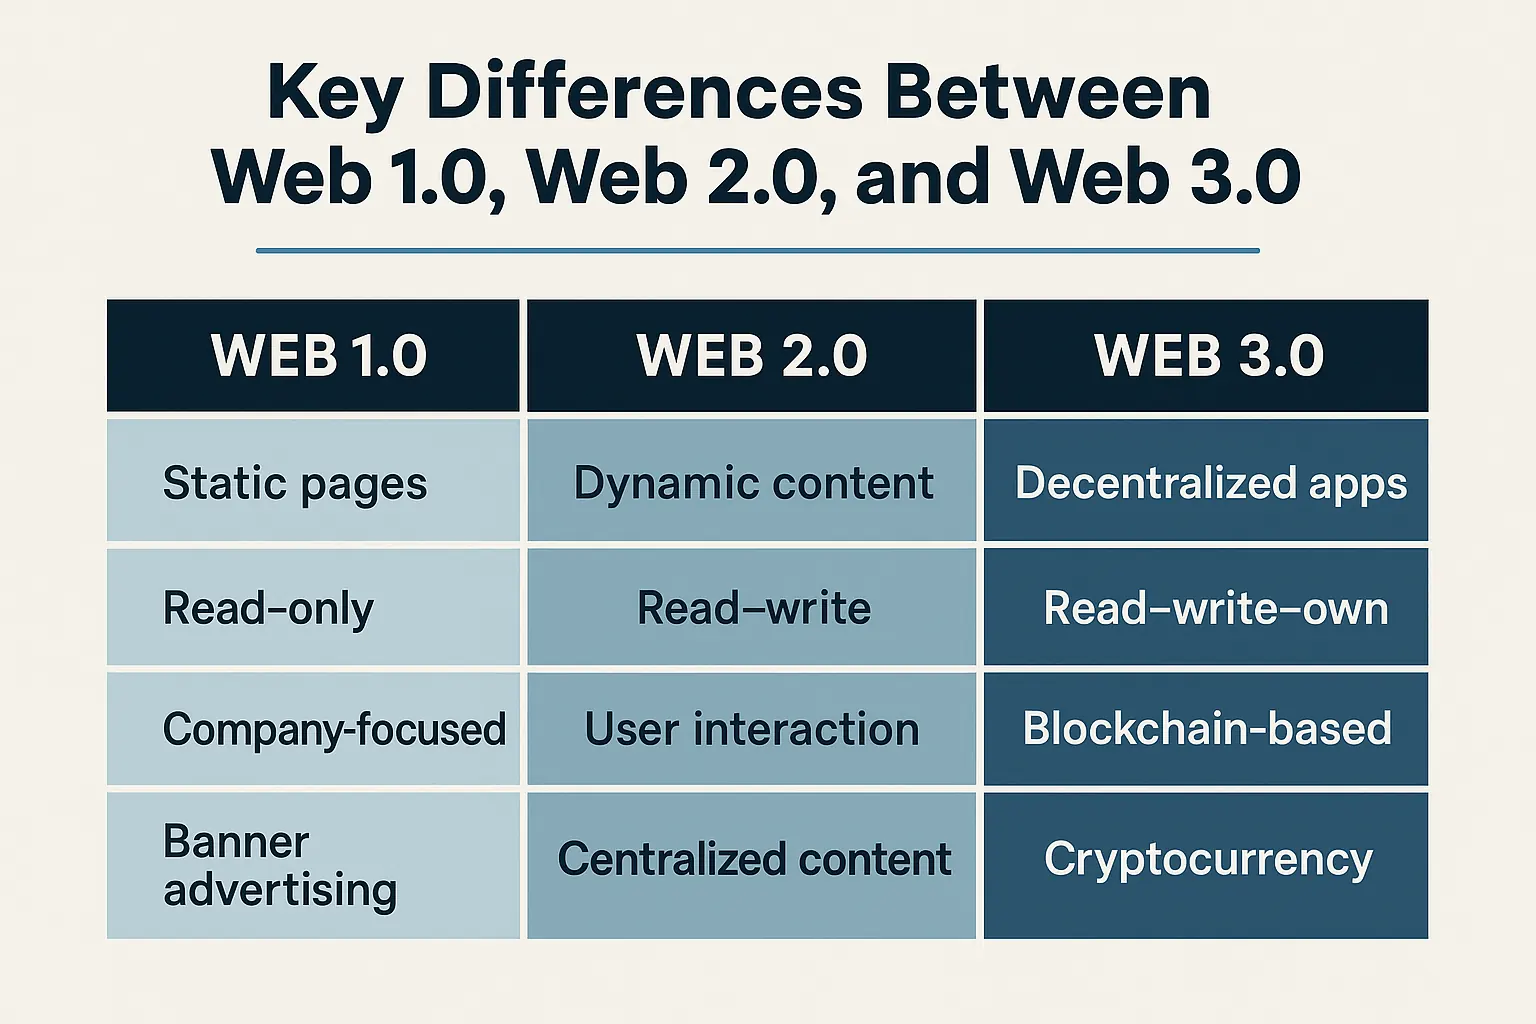 Key Differences Between
Web 1.0, Web 2.0, and Web 3.0
WEB 1.0
WEB 2.0
WEB 3.0
Static pages
Dynamic content
Decentralized apps
Read–only
Read–write
Read–write–own
Company-focused
User interaction
Blockchain-based
Banner
advertising
Centralized content
Cryptocurrency